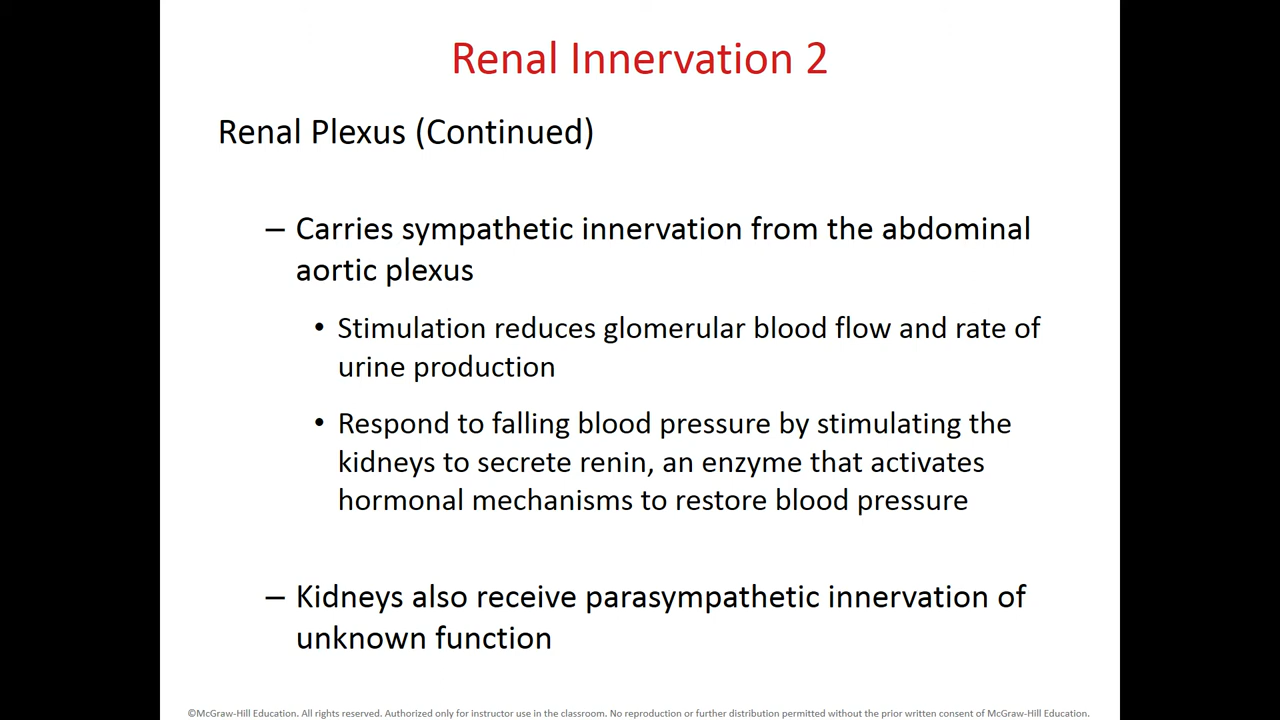 Renal Innervation 2
Renal Plexus (Continued)
– Carries sympathetic innervation from the abdominal
aortic plexus
• Stimulation reduces glomerular blood flow and rate of
urine production
• Respond to falling blood pressure by stimulating the
kidneys to secrete renin, an enzyme that activates
hormonal mechanisms to restore blood pressure
– Kidneys also receive parasympathetic innervation of
unknown function
©McGraw-Hill Education. All rights reserved. Authorized only for instructor use in the classroom. No reproduction or further distribution permitted without the prior written consent of McGraw-Hill Education.